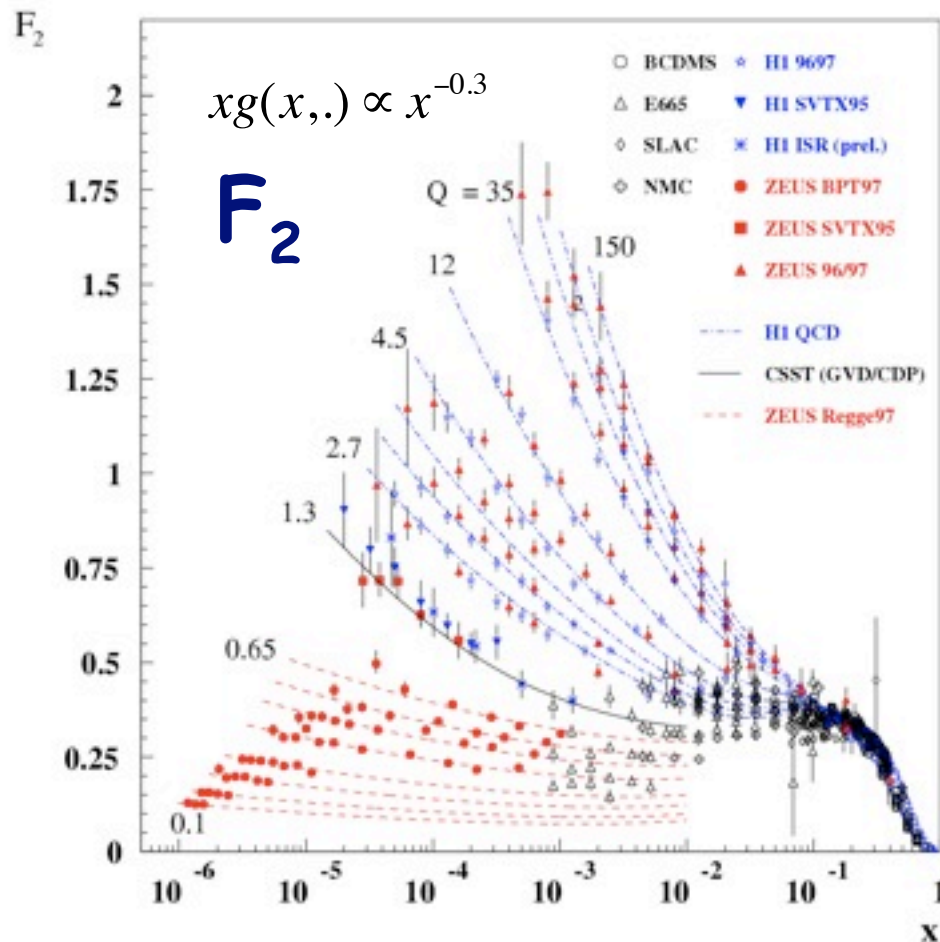 F₂
xg(x,.) ∝ x^{-0.3}
F₂
BCDMS
E665
SLAC
NMC
H1 9697
H1 SVTX95
H1 ISR (prel.)
ZEUS BPT97
ZEUS SVTX95
ZEUS 96/97
H1 QCD
CSST (GVD/CDP)
ZEUS Regge97
Q = 35
150
2
12
4.5
2.7
1.3
0.65
0.1
2
1.75
1.5
1.25
1
0.75
0.5
0.25
0
10⁻⁶ 10⁻⁵ 10⁻⁴ 10⁻³ 10⁻² 10⁻¹ 1
x